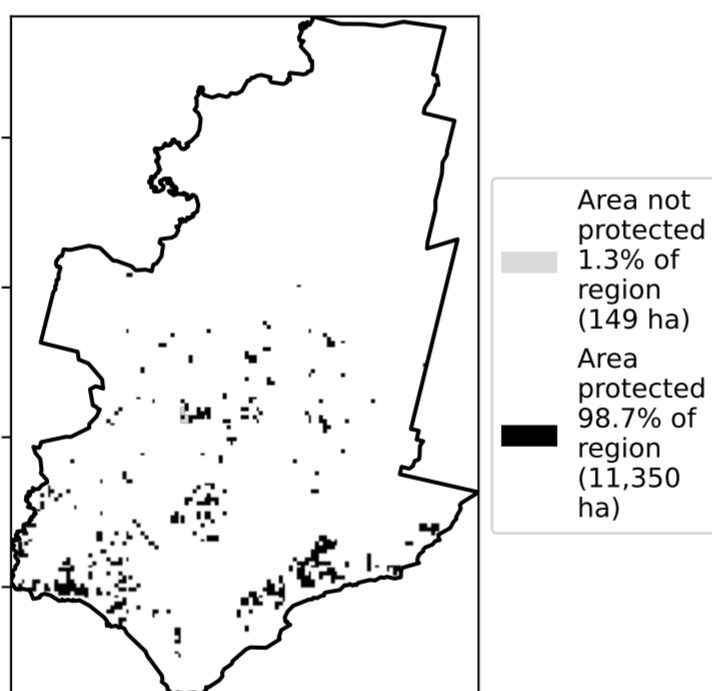 Area not
protected
1.3% of
region
(149 ha)
Area
protected
98.7% of
region
(11,350
ha)